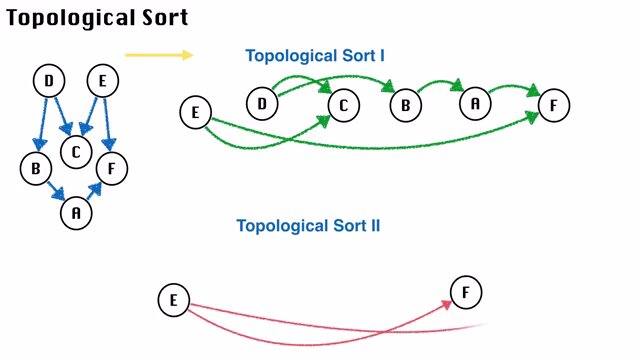 Topological Sort
Topological Sort I
D
E
E
D
C
B
A
F
C
B
F
A
Topological Sort II
E
F